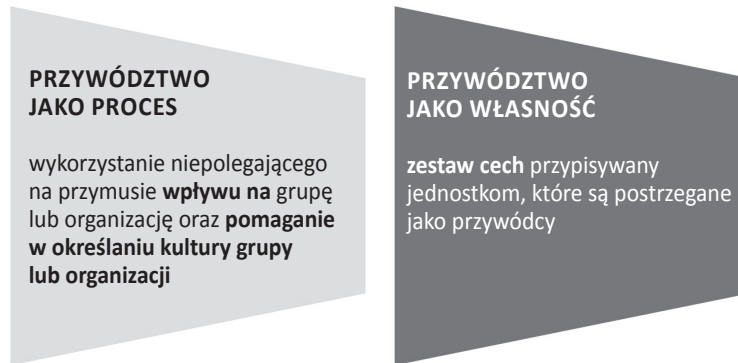 PRZYWÓDZTWO
JAKO PROCES
wykorzystanie niepolegającego
na przymusie wpływu na grupę
lub organizację oraz pomaganie
w określaniu kultury grupy
lub organizacji
PRZYWÓDZTWO
JAKO WŁASNOŚĆ
zestaw cech przypisywany
jednostkom, które są postrzegane
jako przywódcy